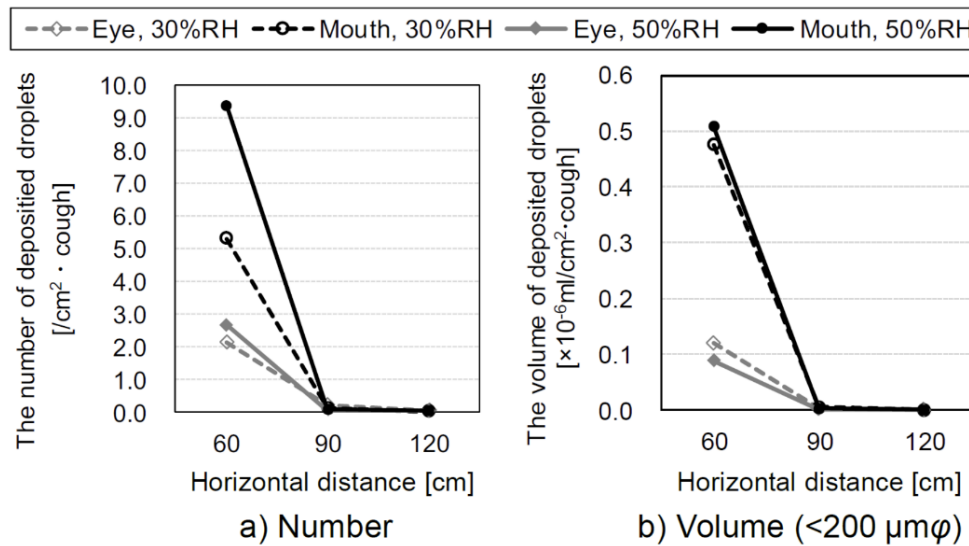 Eye, 30%RH Mouth, 30%RH Eye, 50%RH Mouth, 50%RH
The number of deposited droplets
[/cm² · cough]
10.0
9.0
8.0
7.0
6.0
5.0
4.0
3.0
2.0
1.0
0.0
60 90 120
Horizontal distance [cm]
a) Number
The volume of deposited droplets
[×10⁻⁶ml/cm²·cough]
0.6
0.5
0.4
0.3
0.2
0.1
0.0
60 90 120
Horizontal distance [cm]
b) Volume (<200 μmφ)